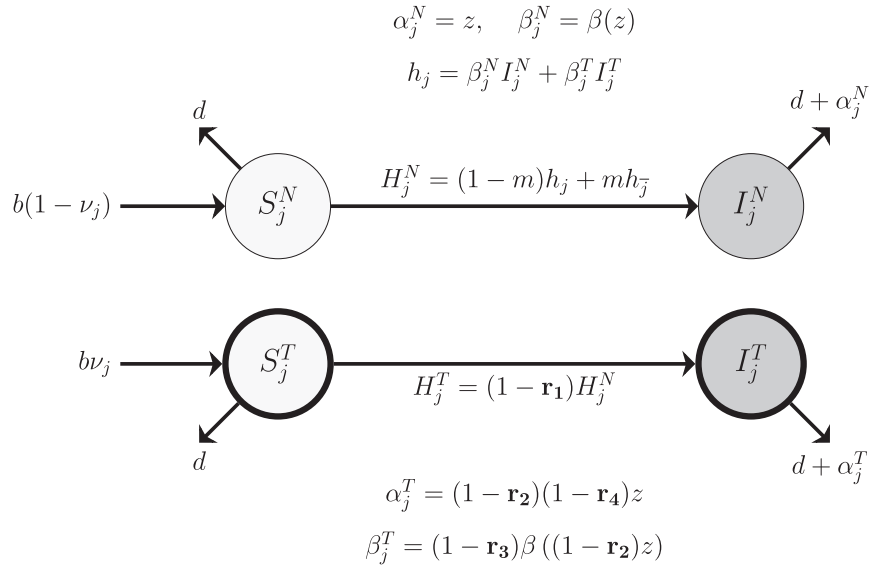 α_j^N = z, β_j^N = β(z)
h_j = β_j^N I_j^N + β_j^T I_j^T
d
d + α_j^N
b(1 − ν_j)
S_j^N
H_j^N = (1 − m)h_j + mh_j̅
I_j^N
bν_j
S_j^T
H_j^T = (1 − r₁)H_j^N
I_j^T
d
d + α_j^T
α_j^T = (1 − r₂)(1 − r₄)z
β_j^T = (1 − r₃)β ((1 − r₂)z)